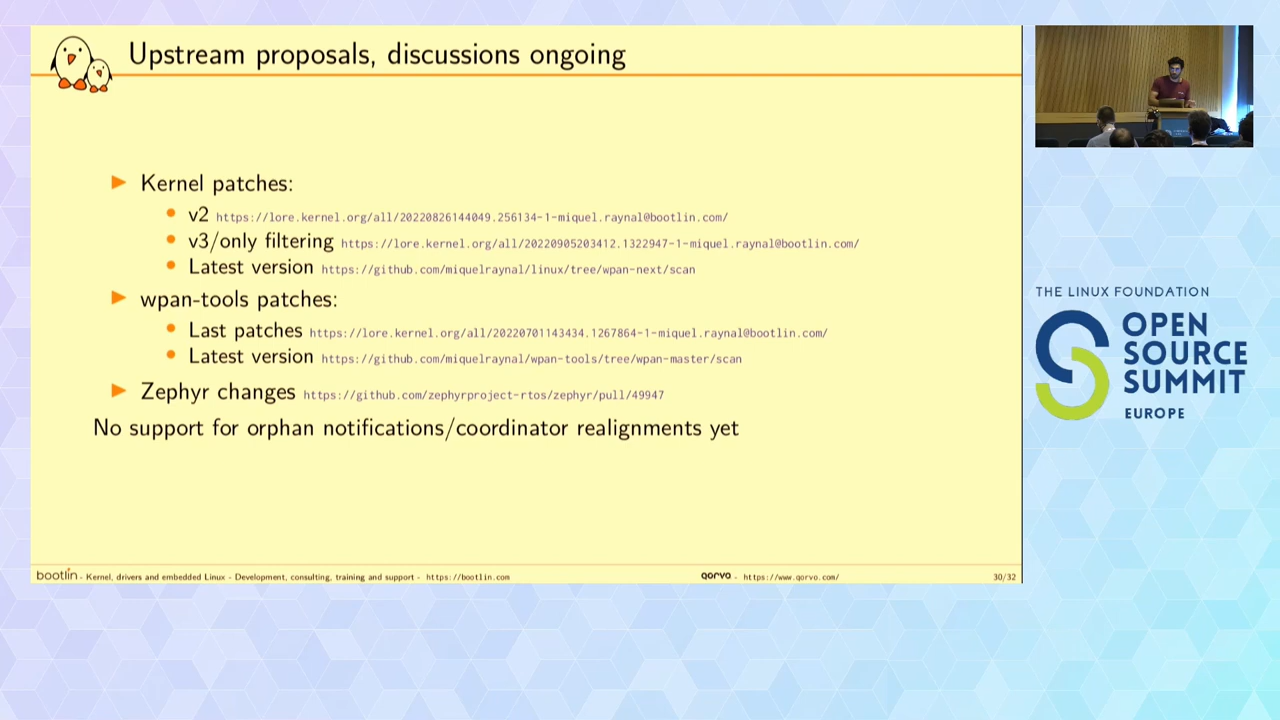 Upstream proposals, discussions ongoing
Kernel patches:
v2 https://lore.kernel.org/all/20220826144049.256134-1-miquel.raynal@bootlin.com/
v3/only filtering https://lore.kernel.org/all/20220905203412.1322947-1-miquel.raynal@bootlin.com/
Latest version https://github.com/miquelraynal/linux/tree/wpan-next/scan
wpan-tools patches:
Last patches https://lore.kernel.org/all/20220701143434.1267864-1-miquel.raynal@bootlin.com/
Latest version https://github.com/miquelraynal/wpan-tools/tree/wpan-master/scan
Zephyr changes https://github.com/zephyrproject-rtos/zephyr/pull/49947
No support for orphan notifications/coordinator realignments yet
bootlin - Kernel, drivers and embedded Linux - Development, consulting, training and support - https://bootlin.com
qorvo - https://www.qorvo.com/
30/32
THE LINUX FOUNDATION
OPEN
SOURCE
SUMMIT
EUROPE